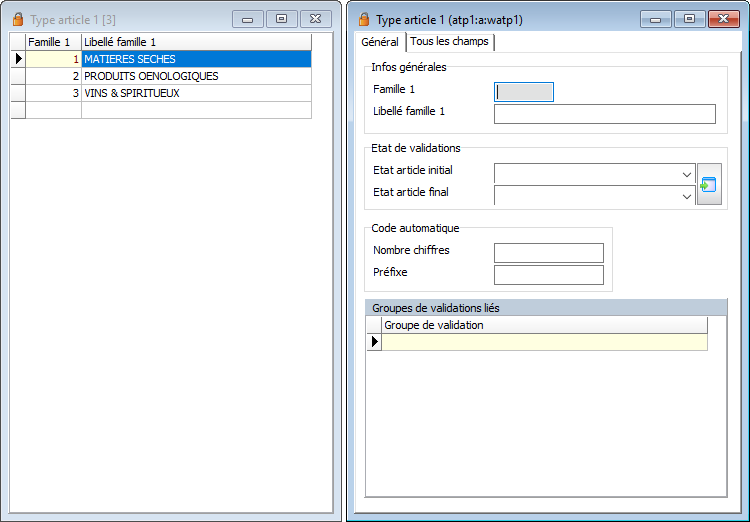 Type article 1 [3]
Famille 1 Libellé famille 1
1 MATIERES SECHES
2 PRODUITS OENOLOGIQUES
3 VINS & SPIRITUEUX
Type article 1 (atp1:a:watp1)
Général Tous les champs
Infos générales
Famille 1
Libellé famille 1
Etat de validations
Etat article initial
Etat article final
Code automatique
Nombre chiffres
Préfixe
Groupes de validations liés
Groupe de validation